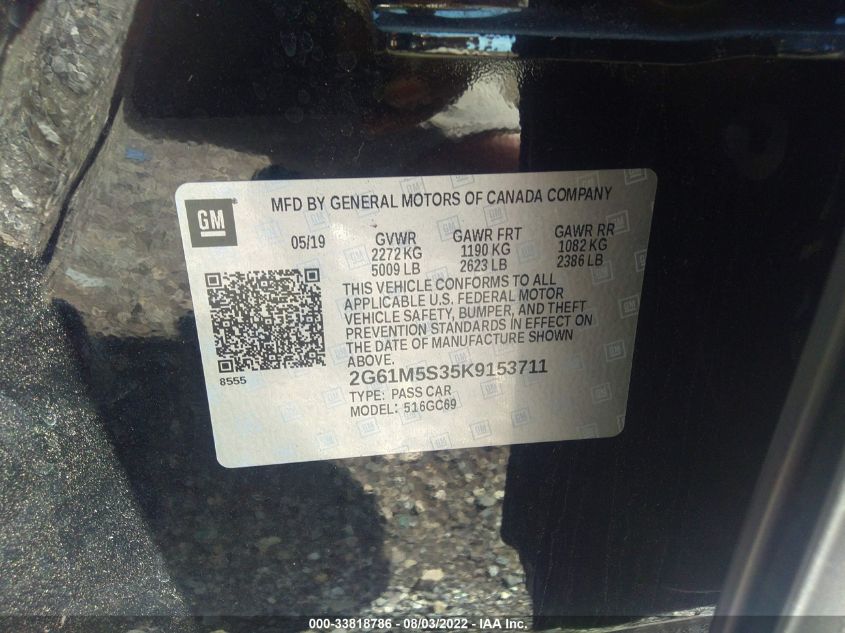 GM
MFD BY GENERAL MOTORS OF CANADA COMPANY
05/19 GVWR GAWR FRT GAWR RR
2272 KG 1190 KG 1082 KG
5009 LB 2623 LB 2386 LB
THIS VEHICLE CONFORMS TO ALL
APPLICABLE U.S. FEDERAL MOTOR
VEHICLE SAFETY, BUMPER, AND THEFT
PREVENTION STANDARDS IN EFFECT ON
THE DATE OF MANUFACTURE SHOWN
ABOVE.
8555
2G61M5S35K9153711
TYPE: PASS CAR
MODEL: 516GC69
000-33818786 - 08/03/2022 - IAA Inc.